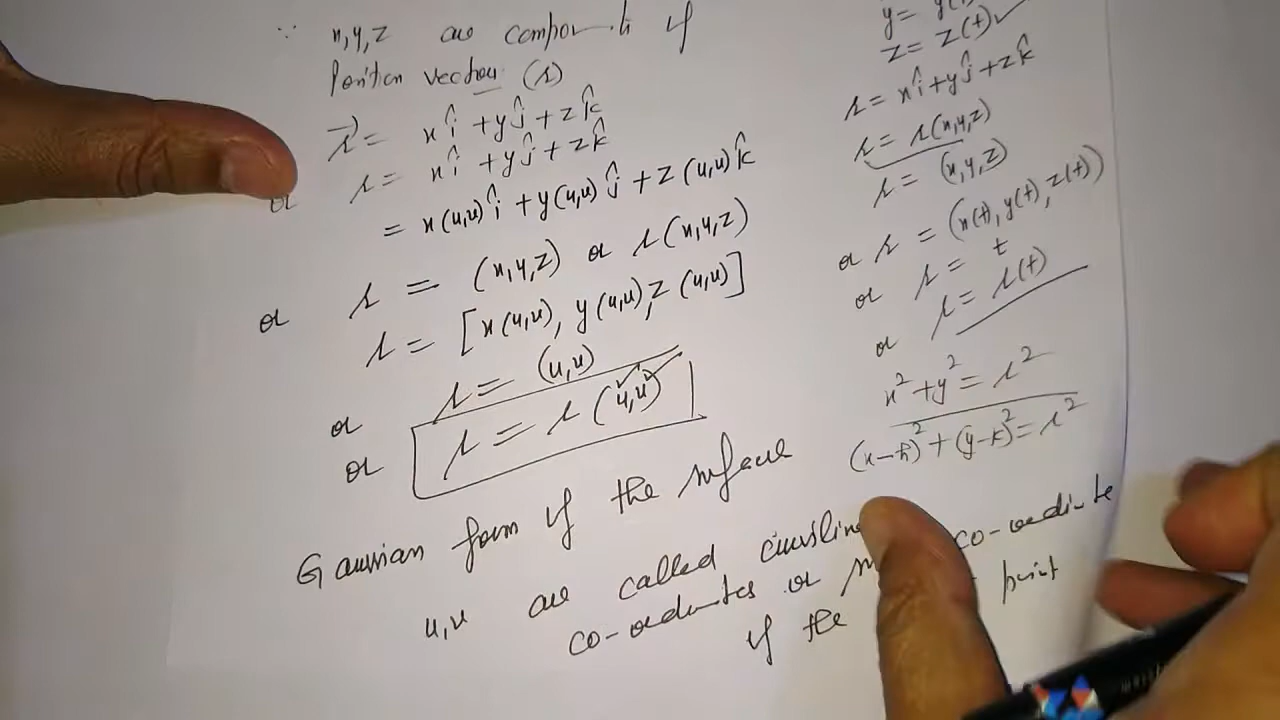 ∵ x,y,z are components of
Position vector (r)
r⃗ = xî + yĵ + zk̂
or r = xî + yĵ + zk̂
= x(u,v)î + y(u,v)ĵ + z(u,v)k̂
or r = (x,y,z) or r(x,y,z)
r = [x(u,v), y(u,v), z(u,v)]
or r = (u,v)
or r = r(u,v)
Gaussian form of the surface
u,v are called curvilin co-ordinate
co-ordinates or point
of the
y =
z = z(t) ✓
r = xî + yĵ + zk̂
r = r(x,y,z)
r = (x,y,z)
or r = (x(t), y(t), z(t))
or r = t
or r = r(t)
x² + y² = r²
(x-h)² + (y-k)² = r²